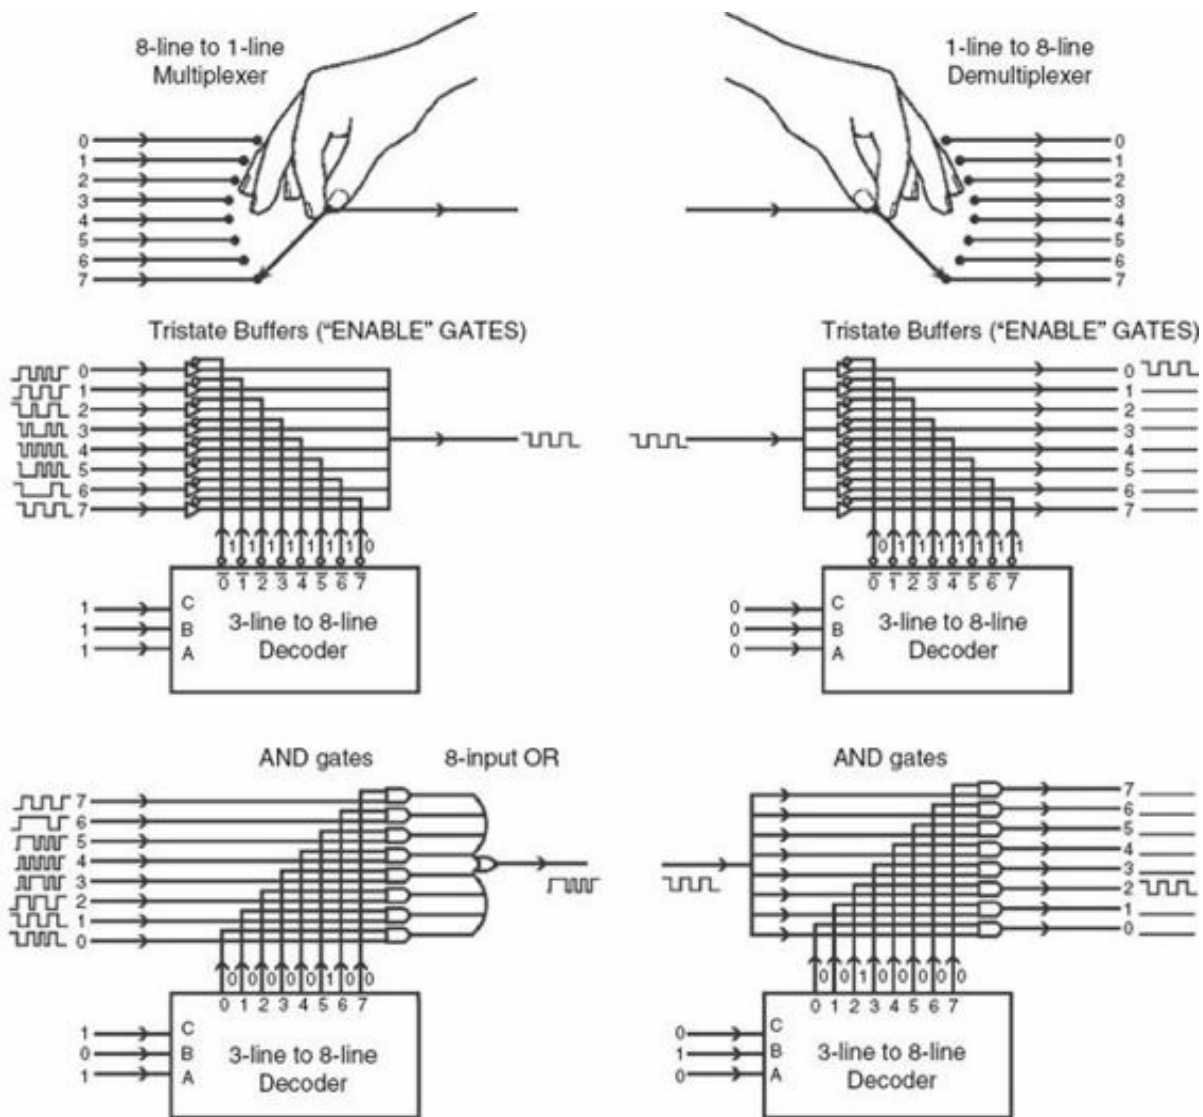 8-line to 1-line
Multiplexer
0
1
2
3
4
5
6
7
1-line to 8-line
Demultiplexer
0
1
2
3
4
5
6
7
Tristate Buffers (“ENABLE” GATES)
0
1
2
3
4
5
6
7
1 1 1 1 1 1 1 0
0̅ 1̅ 2̅ 3̅ 4̅ 5̅ 6̅ 7̅
1 C
1 B
1 A
3-line to 8-line
Decoder
Tristate Buffers (“ENABLE” GATES)
0
1
2
3
4
5
6
7
0 1 1 1 1 1 1 1
0̅ 1̅ 2̅ 3̅ 4̅ 5̅ 6̅ 7̅
0 C
0 B
0 A
3-line to 8-line
Decoder
AND gates 8-input OR
7
6
5
4
3
2
1
0
0 0 0 0 0 1 0 0
0 1 2 3 4 5 6 7
1 C
0 B
1 A
3-line to 8-line
Decoder
AND gates
7
6
5
4
3
2
1
0
0 0 1 0 0 0 0 0
0 1 2 3 4 5 6 7
0 C
1 B
0 A
3-line to 8-line
Decoder